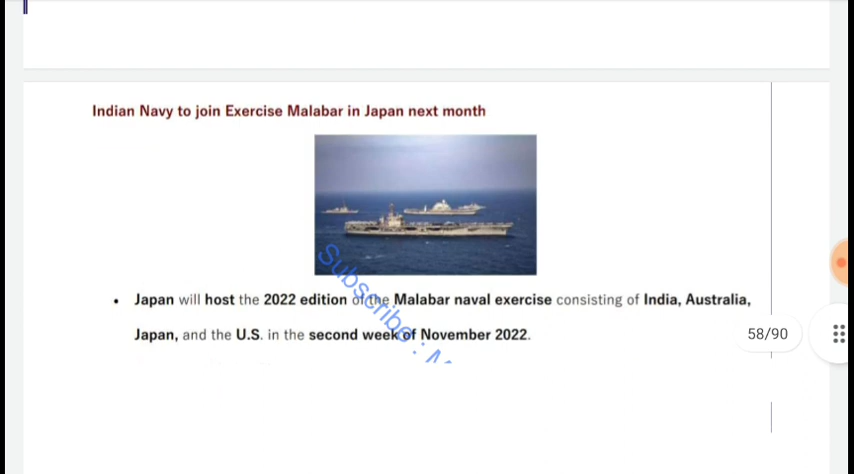 Indian Navy to join Exercise Malabar in Japan next month
• Japan will host the 2022 edition of the Malabar naval exercise consisting of India, Australia,
Japan, and the U.S. in the second week of November 2022.
58/90
Subscribe :